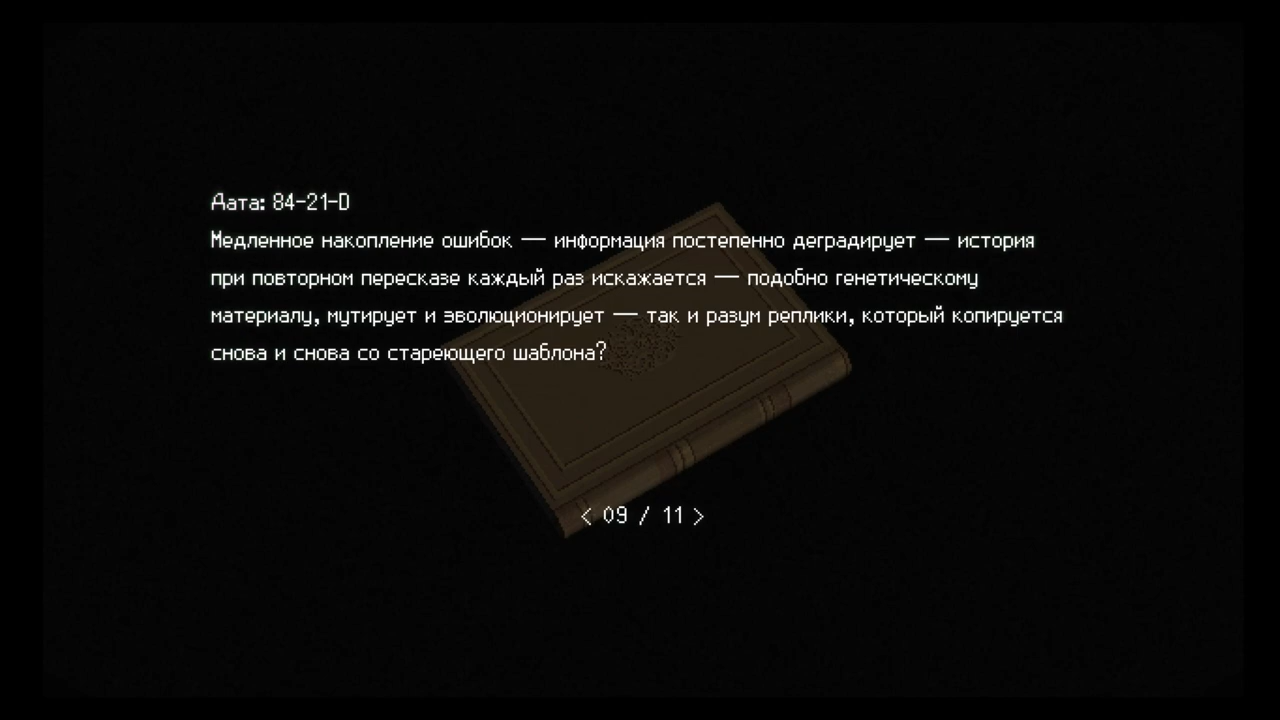 Дата: 84-21-D
Медленное накопление ошибок — информация постепенно деградирует — история
при повторном пересказе каждый раз искажается — подобно генетическому
материалу, мутирует и эволюционирует — так и разум реплики, который копируется
снова и снова со стареющего шаблона?
< 09 / 11 >